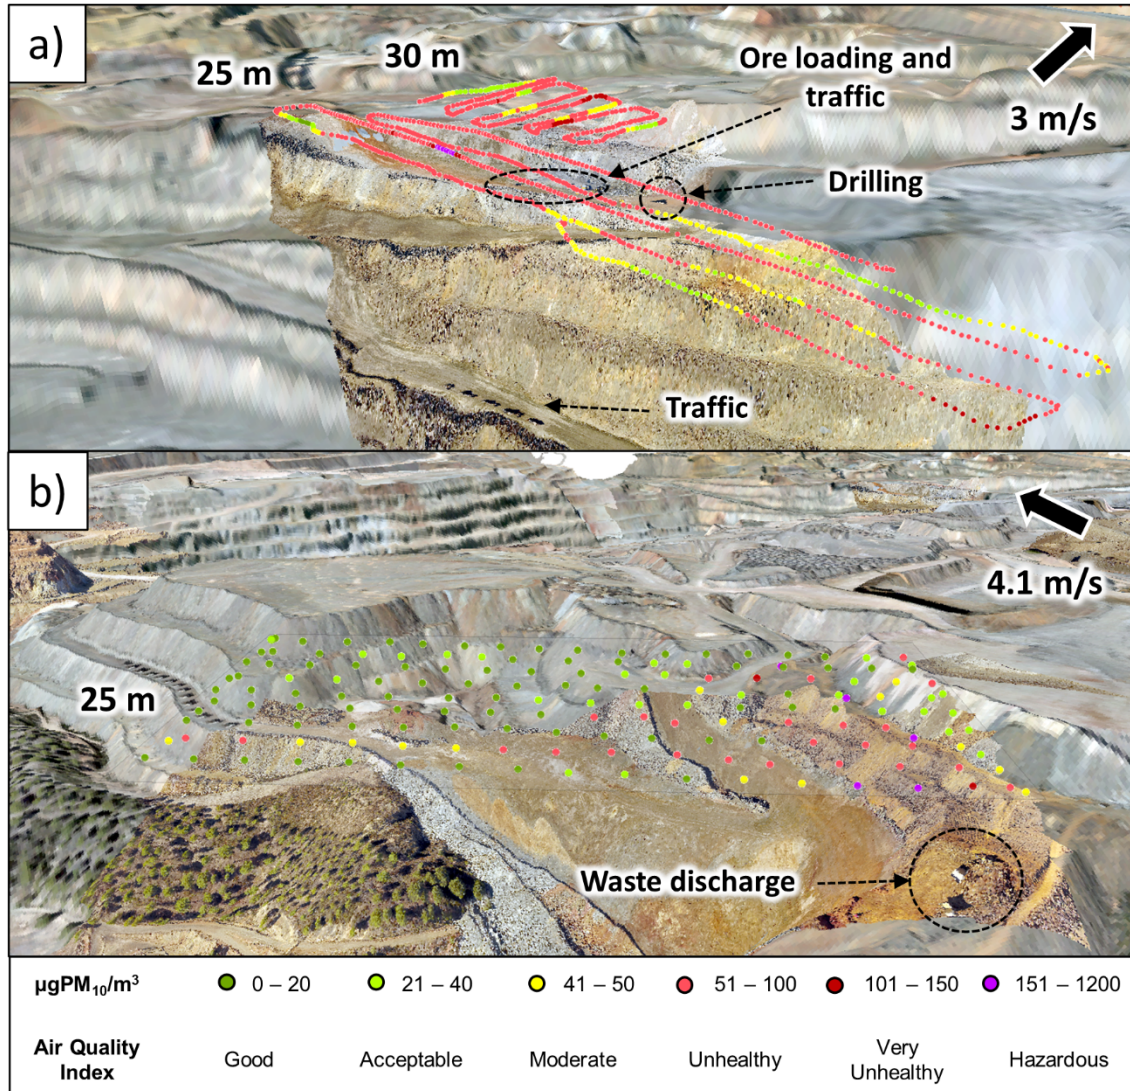 a)
25 m
30 m
Ore loading and
traffic
3 m/s
Drilling
Traffic
b)
4.1 m/s
25 m
Waste discharge
µgPM₁₀/m³ 0 – 20 21 – 40 41 – 50 51 – 100 101 – 150 151 – 1200
Air Quality
Index
Good Acceptable Moderate Unhealthy Very
Unhealthy Hazardous